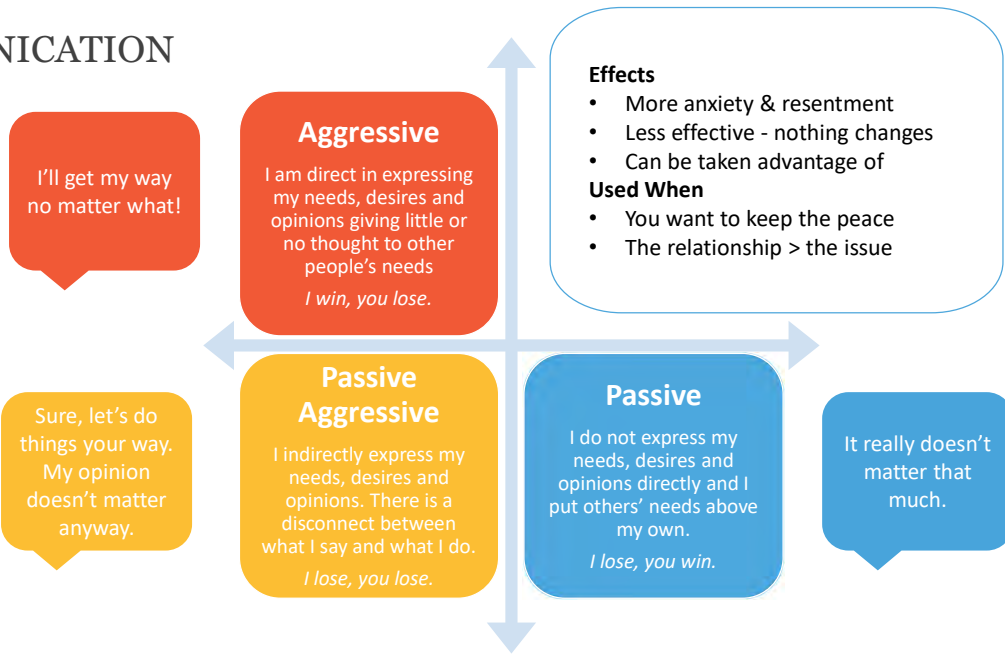 NICATION
I'll get my way
no matter what!
Aggressive
I am direct in expressing
my needs, desires and
opinions giving little or
no thought to other
people's needs
I win, you lose.
Effects
• More anxiety & resentment
• Less effective - nothing changes
• Can be taken advantage of
Used When
• You want to keep the peace
• The relationship > the issue
Sure, let's do
things your way.
My opinion
doesn't matter
anyway.
Passive
Aggressive
I indirectly express my
needs, desires and
opinions. There is a
disconnect between
what I say and what I do.
I lose, you lose.
Passive
I do not express my
needs, desires and
opinions directly and I
put others' needs above
my own.
I lose, you win.
It really doesn't
matter that
much.